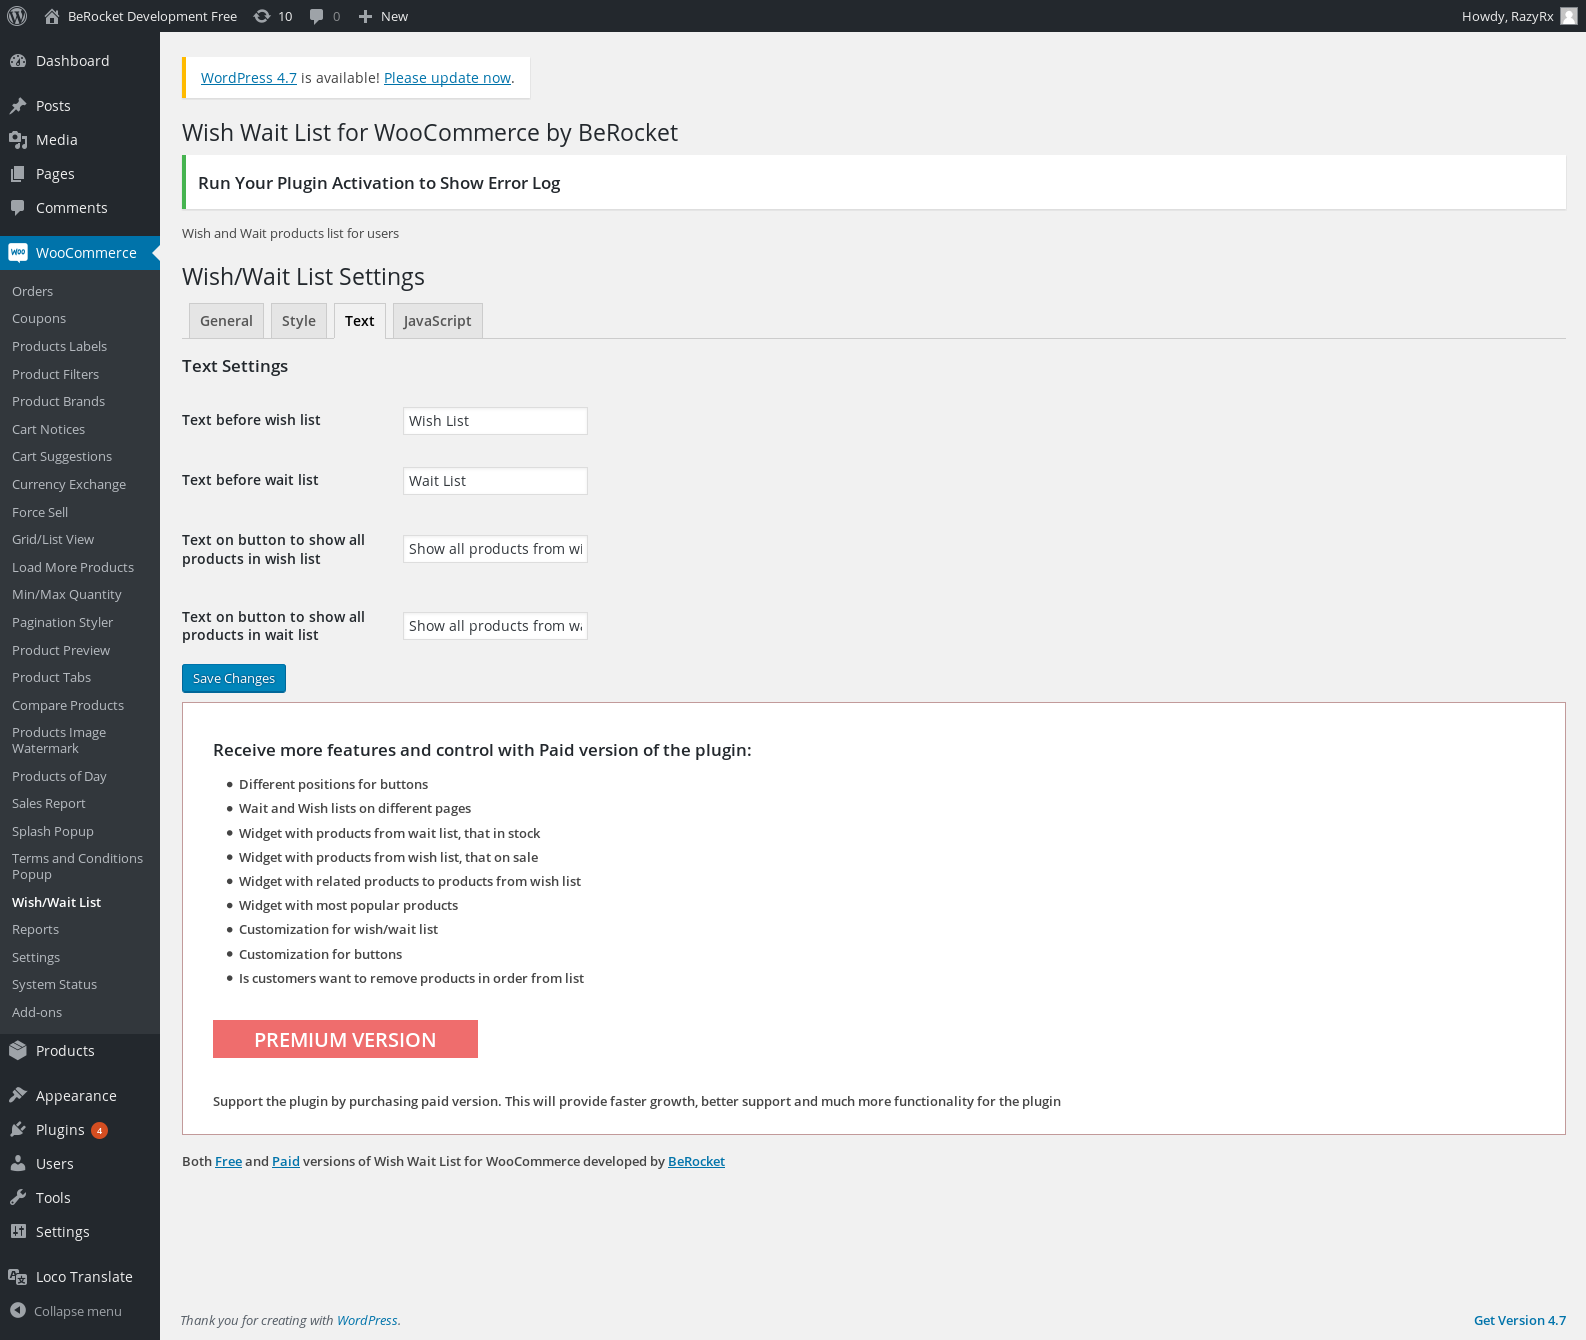 BeRocket Development Free 10 0 New Howdy, RazyRx
Dashboard
Posts
Media
Pages
Comments
WooCommerce
Orders
Coupons
Products Labels
Product Filters
Product Brands
Cart Notices
Cart Suggestions
Currency Exchange
Force Sell
Grid/List View
Load More Products
Min/Max Quantity
Pagination Styler
Product Preview
Product Tabs
Compare Products
Products Image
Watermark
Products of Day
Sales Report
Splash Popup
Terms and Conditions
Popup
Wish/Wait List
Reports
Settings
System Status
Add-ons
Products
Appearance
Plugins 4
Users
Tools
Settings
Loco Translate
Collapse menu
WordPress 4.7 is available! Please update now.
Wish Wait List for WooCommerce by BeRocket
Run Your Plugin Activation to Show Error Log
Wish and Wait products list for users
Wish/Wait List Settings
General Style Text JavaScript
Text Settings
Text before wish list Wish List
Text before wait list Wait List
Text on button to show all
products in wish list
Show all products from wi
Text on button to show all
products in wait list
Show all products from wa
Save Changes
Receive more features and control with Paid version of the plugin:
Different positions for buttons
Wait and Wish lists on different pages
Widget with products from wait list, that in stock
Widget with products from wish list, that on sale
Widget with related products to products from wish list
Widget with most popular products
Customization for wish/wait list
Customization for buttons
Is customers want to remove products in order from list
PREMIUM VERSION
Support the plugin by purchasing paid version. This will provide faster growth, better support and much more functionality for the plugin
Both Free and Paid versions of Wish Wait List for WooCommerce developed by BeRocket
Thank you for creating with WordPress.
Get Version 4.7